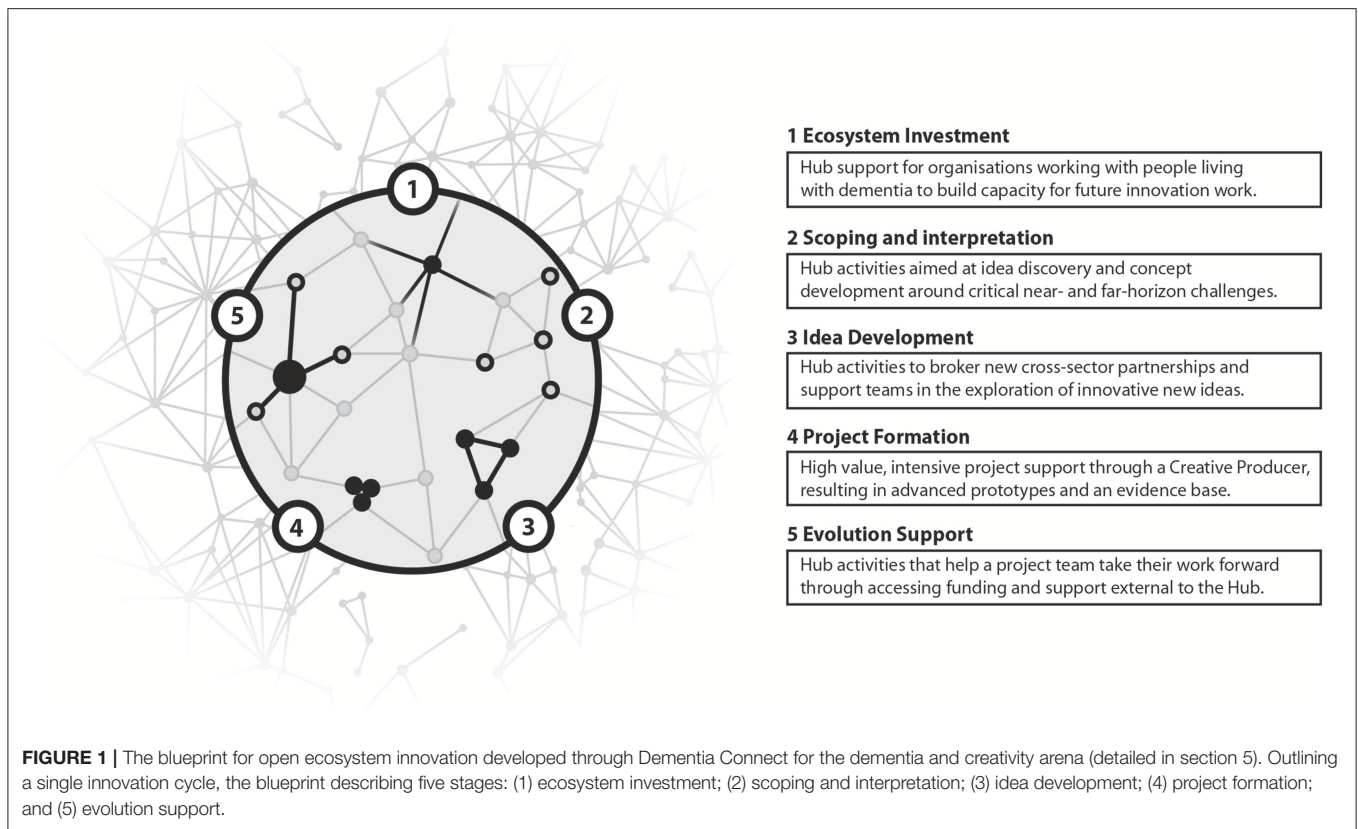 1
2
3
4
5
1 Ecosystem Investment
Hub support for organisations working with people living
with dementia to build capacity for future innovation work.
2 Scoping and interpretation
Hub activities aimed at idea discovery and concept
development around critical near- and far-horizon challenges.
3 Idea Development
Hub activities to broker new cross-sector partnerships and
support teams in the exploration of innovative new ideas.
4 Project Formation
High value, intensive project support through a Creative Producer,
resulting in advanced prototypes and an evidence base.
5 Evolution Support
Hub activities that help a project team take their work forward
through accessing funding and support external to the Hub.
FIGURE 1 | The blueprint for open ecosystem innovation developed through Dementia Connect for the dementia and creativity arena (detailed in section 5). Outlining
a single innovation cycle, the blueprint describing five stages: (1) ecosystem investment; (2) scoping and interpretation; (3) idea development; (4) project formation;
and (5) evolution support.